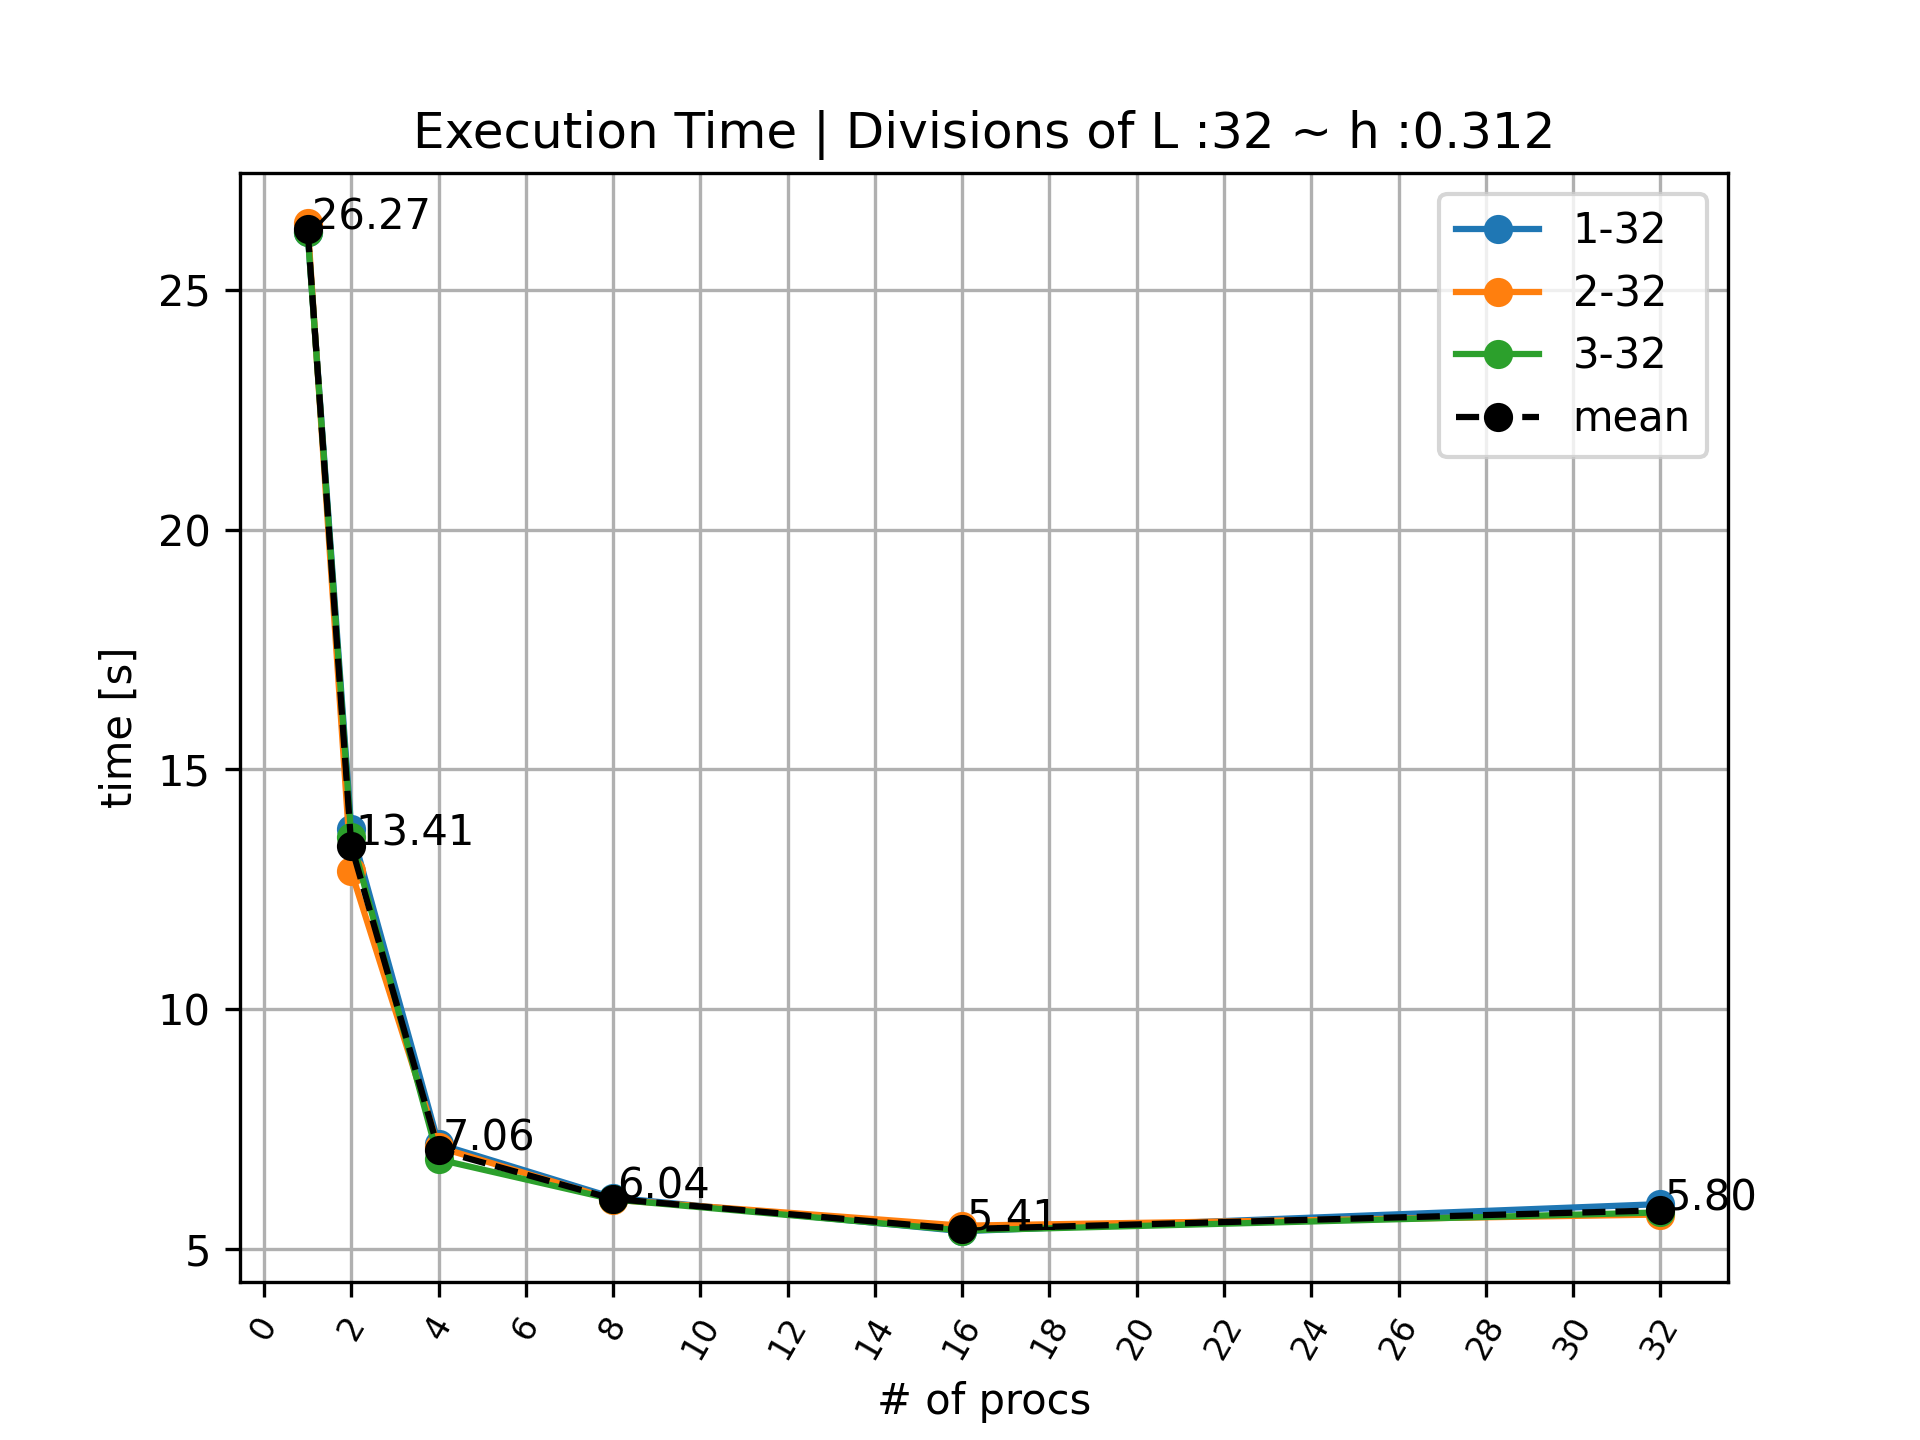 Execution Time | Divisions of L :32 ~ h :0.312
26.27
13.41
7.06
6.04
5.41
5.80
1-32
2-32
3-32
mean
25
20
15
10
5
time [s]
0 2 4 6 8 10 12 14 16 18 20 22 24 26 28 30 32
# of procs